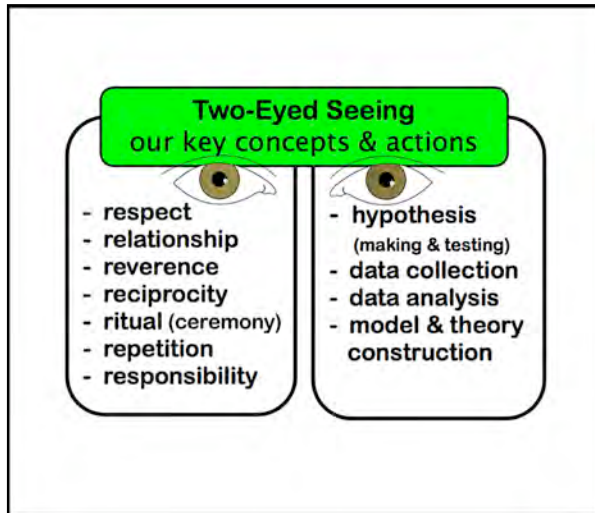 Two-Eyed Seeing
our key concepts & actions
- respect
- relationship
- reverence
- reciprocity
- ritual (ceremony)
- repetition
- responsibility
- hypothesis
(making & testing)
- data collection
- data analysis
- model & theory
construction